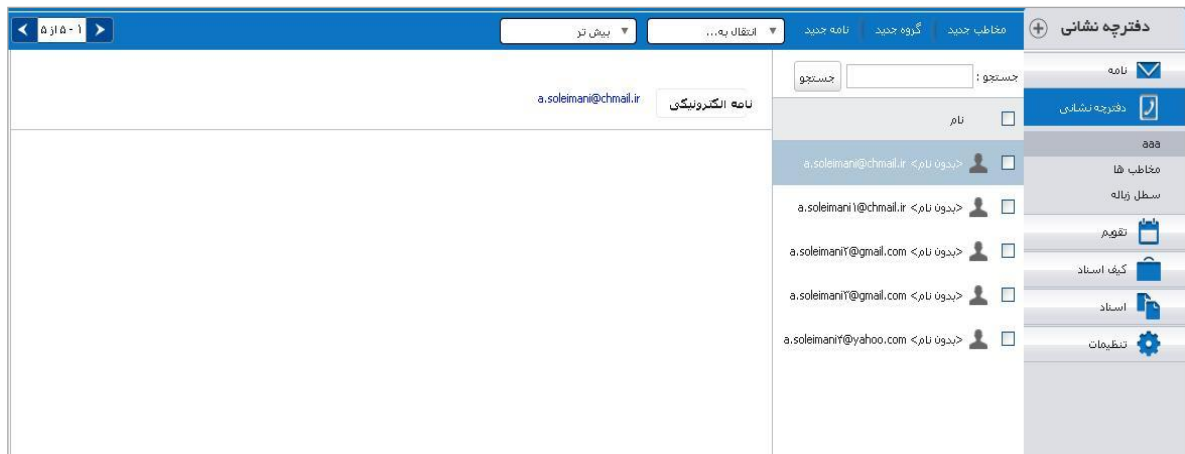 دفترچه نشانی
مخاطب جدید | گروه جدید | نامه جدید
انتقال به...
بیش تر
۱ - ۵ از ۵
نامه
دفترچه نشانی
aaa
مخاطب ها
سطل زباله
تقویم
کیف اسناد
اسناد
تنظیمات
جستجو :
جستجو
نام
<بدون نام> a.soleimani@chmail.ir
<بدون نام> a.soleimani۱@chmail.ir
<بدون نام> a.soleimani۲@gmail.com
<بدون نام> a.soleimani۳@gmail.com
<بدون نام> a.soleimani۴@yahoo.com
نامه الکترونیکی
a.soleimani@chmail.ir